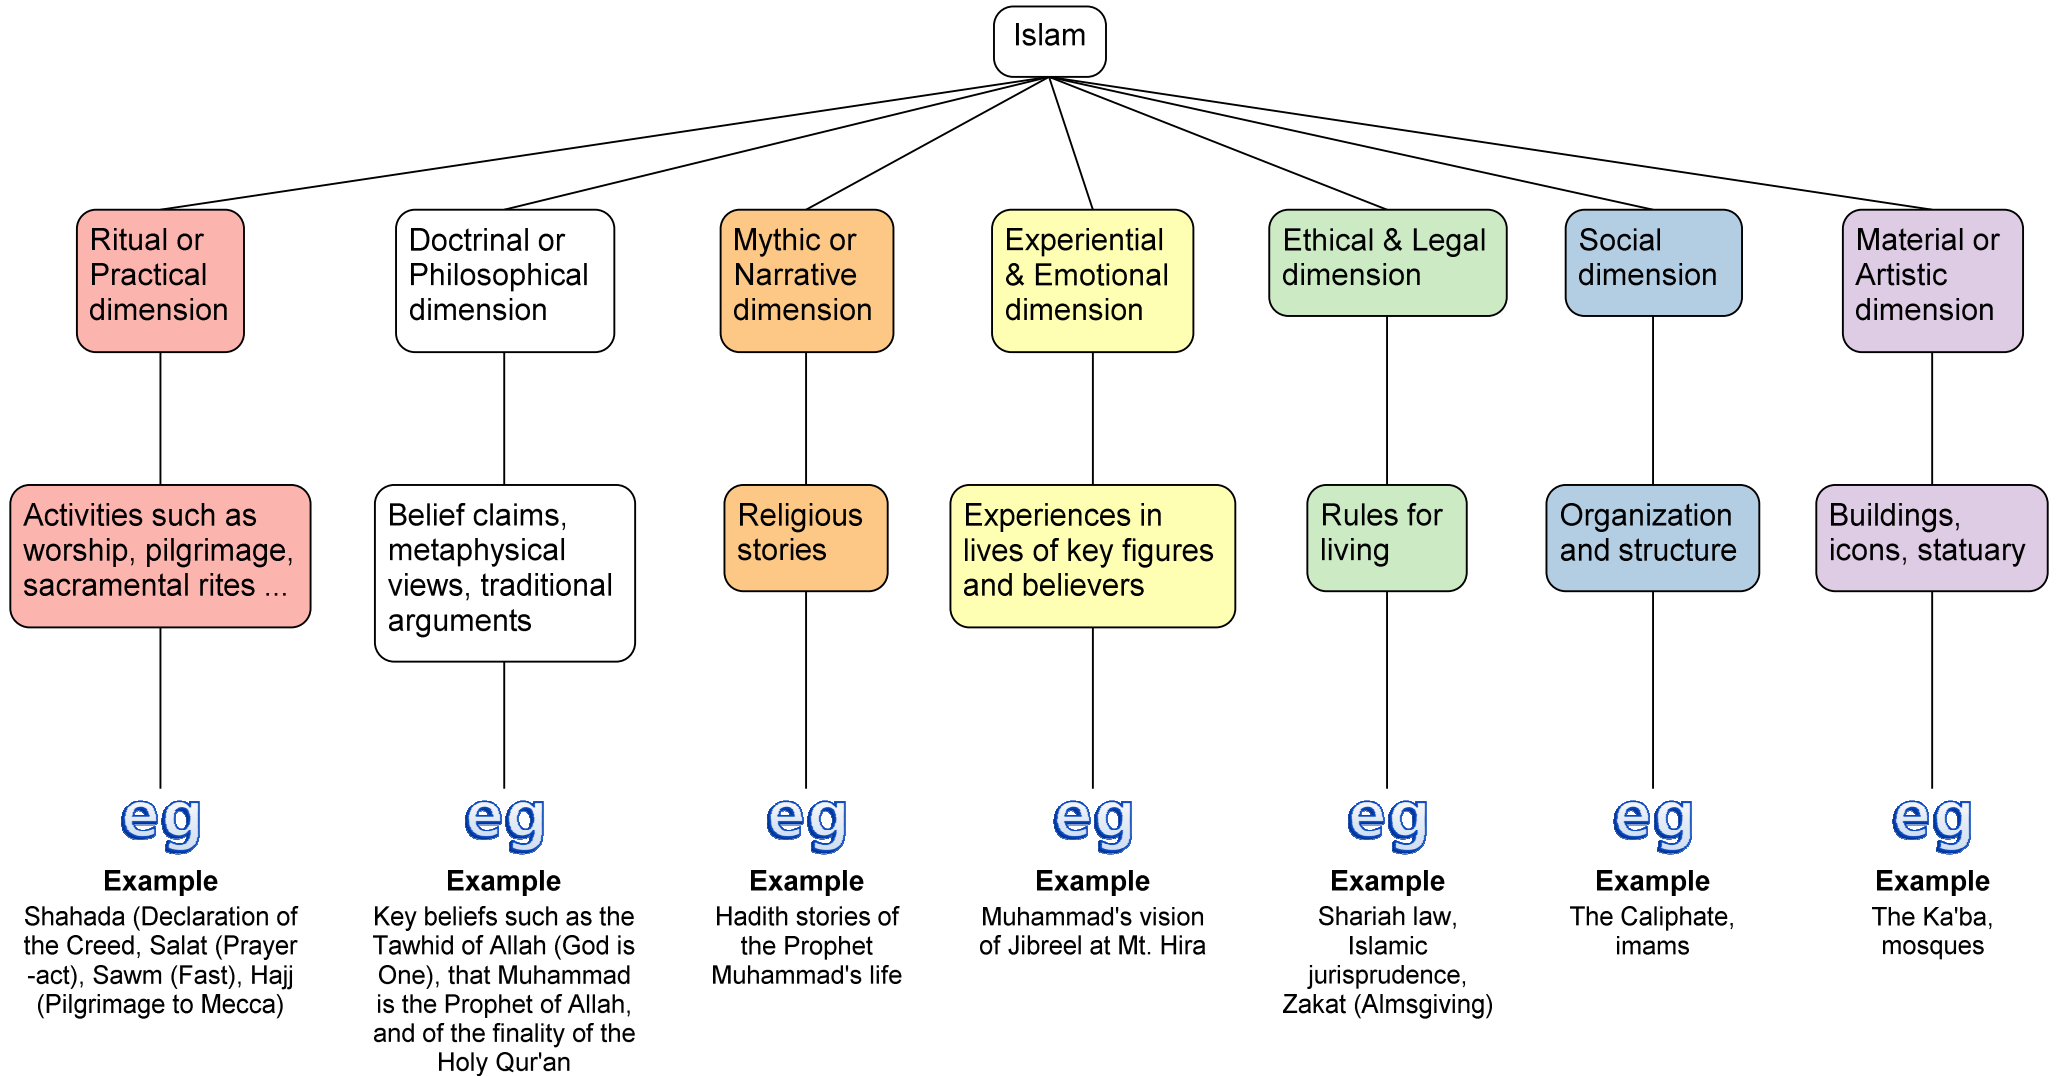 Islam
Ritual or
Practical
dimension
Doctrinal or
Philosophical
dimension
Mythic or
Narrative
dimension
Experiential
& Emotional
dimension
Ethical & Legal
dimension
Social
dimension
Material or
Artistic
dimension
Activities such as
worship, pilgrimage,
sacramental rites ...
Belief claims,
metaphysical
views, traditional
arguments
Religious
stories
Experiences in
lives of key figures
and believers
Rules for
living
Organization
and structure
Buildings,
icons, statuary
eg
Example
Shahada (Declaration of
the Creed, Salat (Prayer
-act), Sawm (Fast), Hajj
(Pilgrimage to Mecca)
eg
Example
Key beliefs such as the
Tawhid of Allah (God is
One), that Muhammad
is the Prophet of Allah,
and of the finality of the
Holy Qur'an
eg
Example
Hadith stories of
the Prophet
Muhammad's life
eg
Example
Muhammad's vision
of Jibreel at Mt. Hira
eg
Example
Shariah law,
Islamic
jurisprudence,
Zakat (Almsgiving)
eg
Example
The Caliphate,
imams
eg
Example
The Ka'ba,
mosques